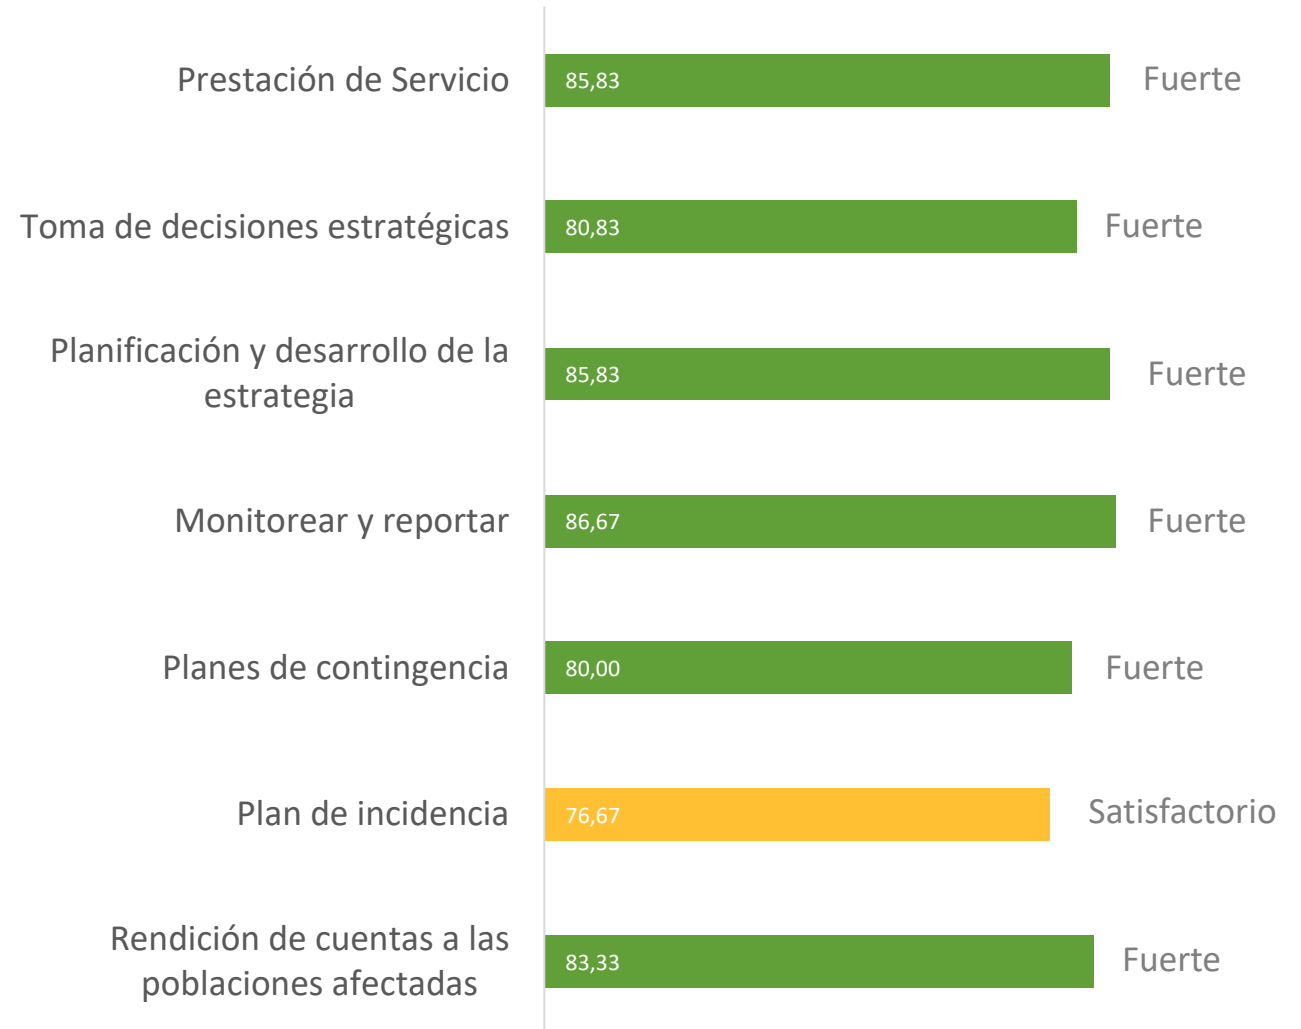 Prestación de Servicio 85,83 Fuerte
Toma de decisiones estratégicas 80,83 Fuerte
Planificación y desarrollo de la
estrategia 85,83 Fuerte
Monitorear y reportar 86,67 Fuerte
Planes de contingencia 80,00 Fuerte
Plan de incidencia 76,67 Satisfactorio
Rendición de cuentas a las
poblaciones afectadas 83,33 Fuerte